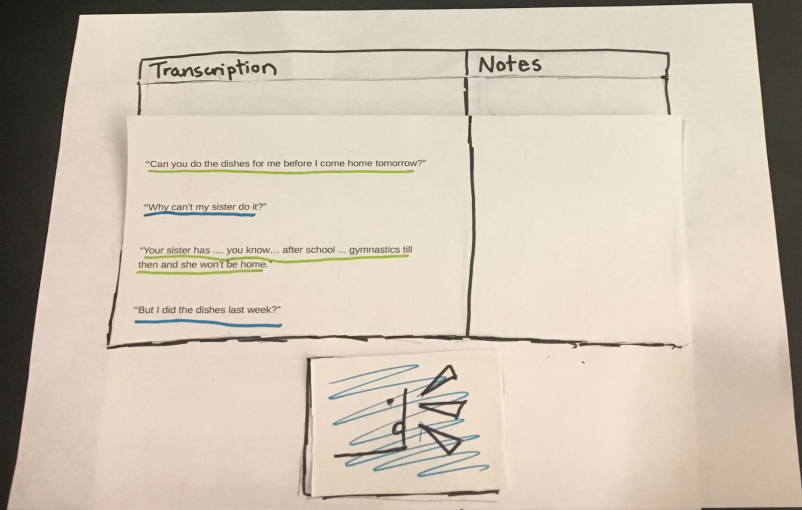 Transcription Notes
“Can you do the dishes for me before I come home tomorrow?”
“Why can't my sister do it?”
“Your sister has .... you know... after school ... gymnastics till
then and she won't be home.”
“But I did the dishes last week?”